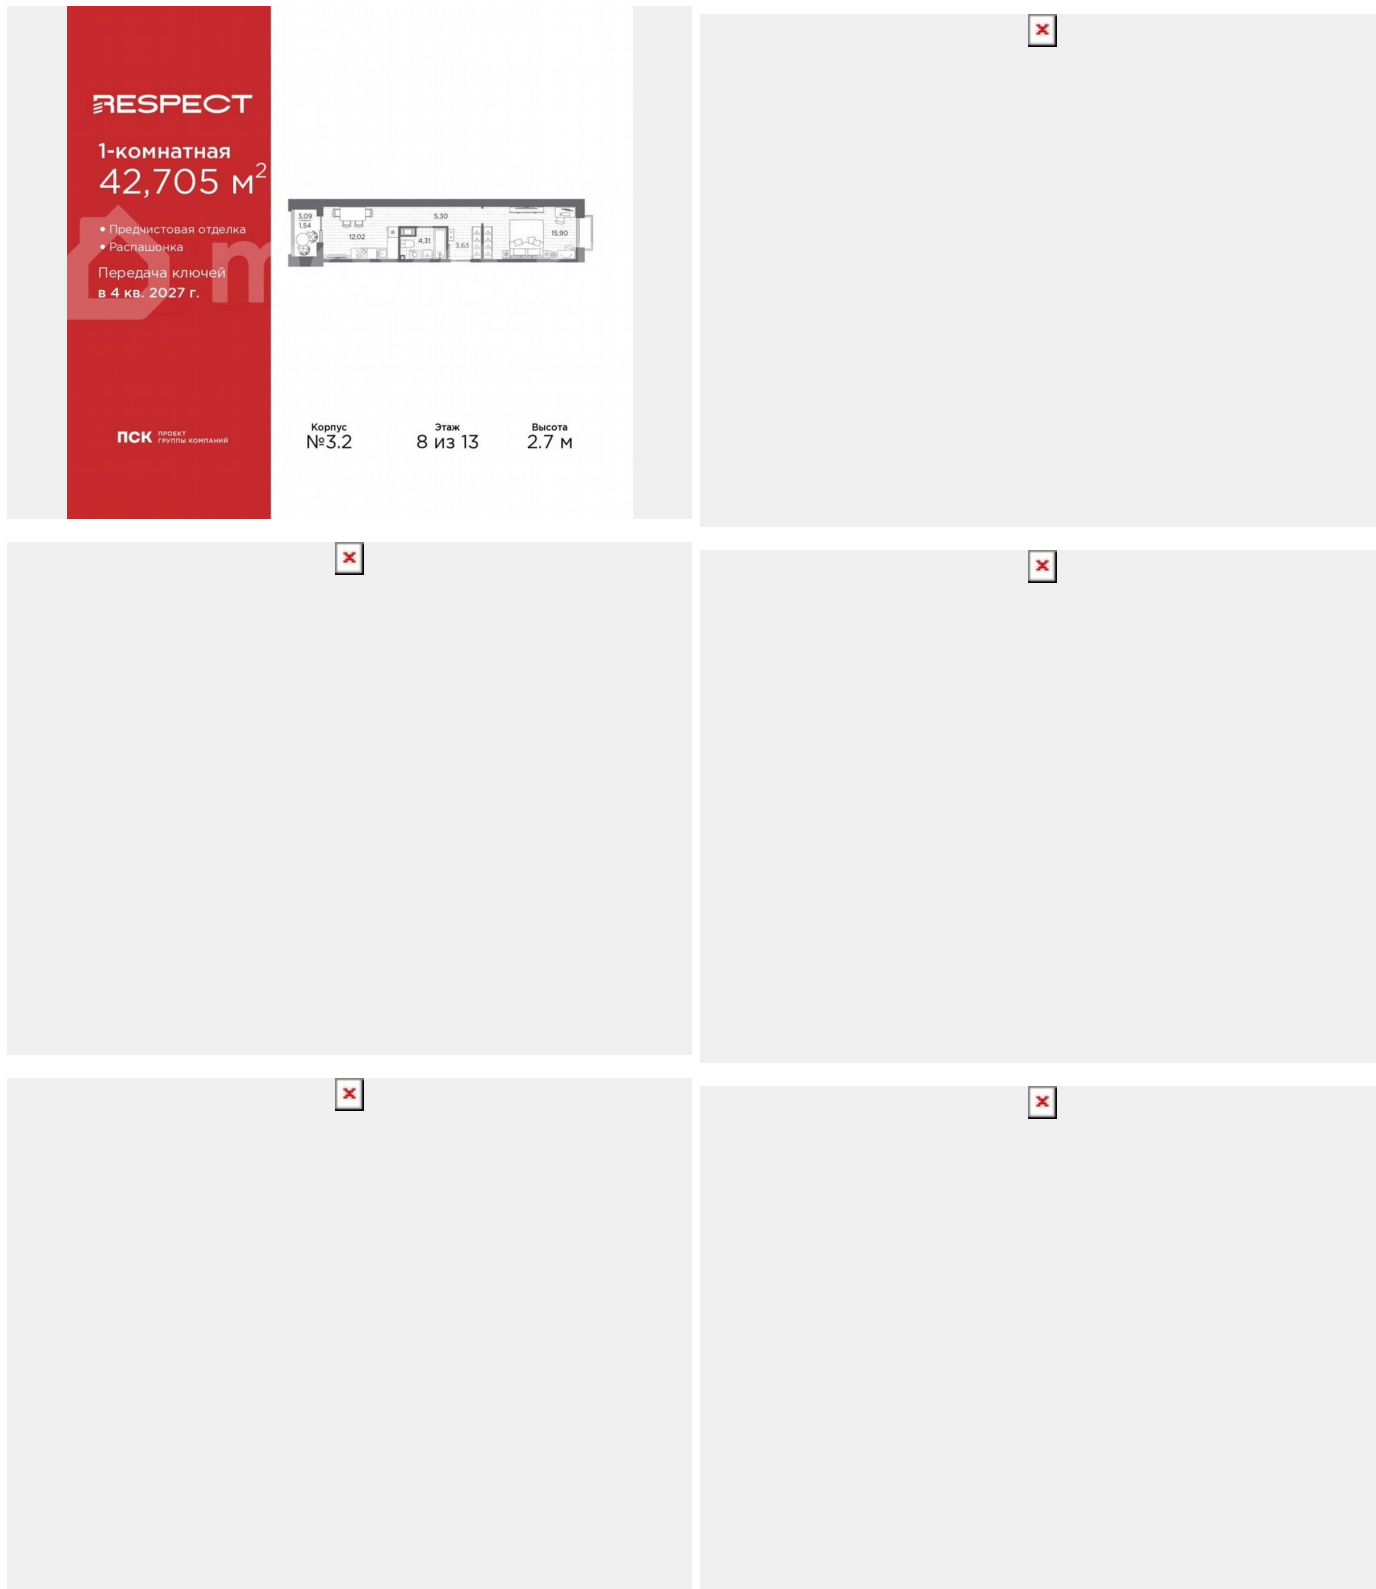 RESPECT
1-комнатная
42,705 м²
• Предчистовая отделка
• Распашонка
Передача ключей
в 4 кв. 2027 г.
ПСК ПРОЕКТ
ГРУППЫ КОМПАНИЙ
3,09
1,54
12,02
5,30
4,31
3,63
15,90
Корпус
№3.2
Этаж
8 из 13
Высота
2.7 м